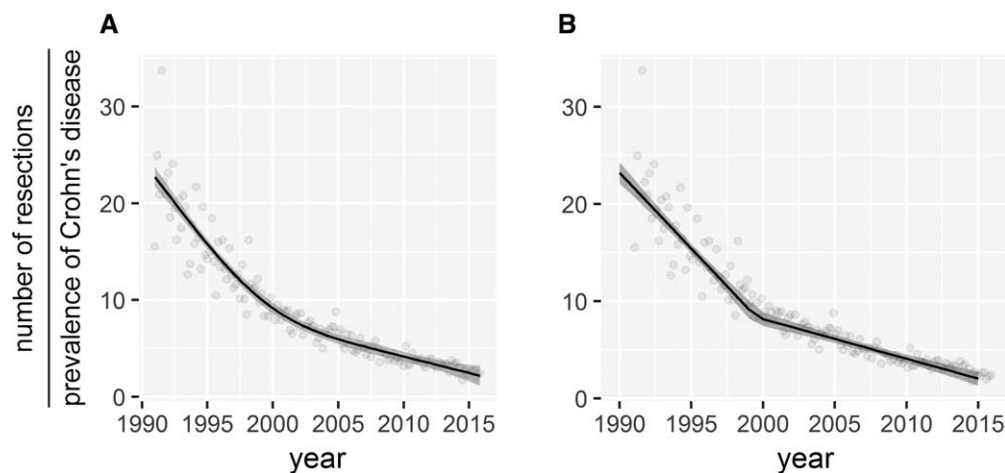 A
B
number of resections
prevalence of Crohn's disease
30
20
10
0
1990 1995 2000 2005 2010 2015
year
30
20
10
0
1990 1995 2000 2005 2010 2015
year